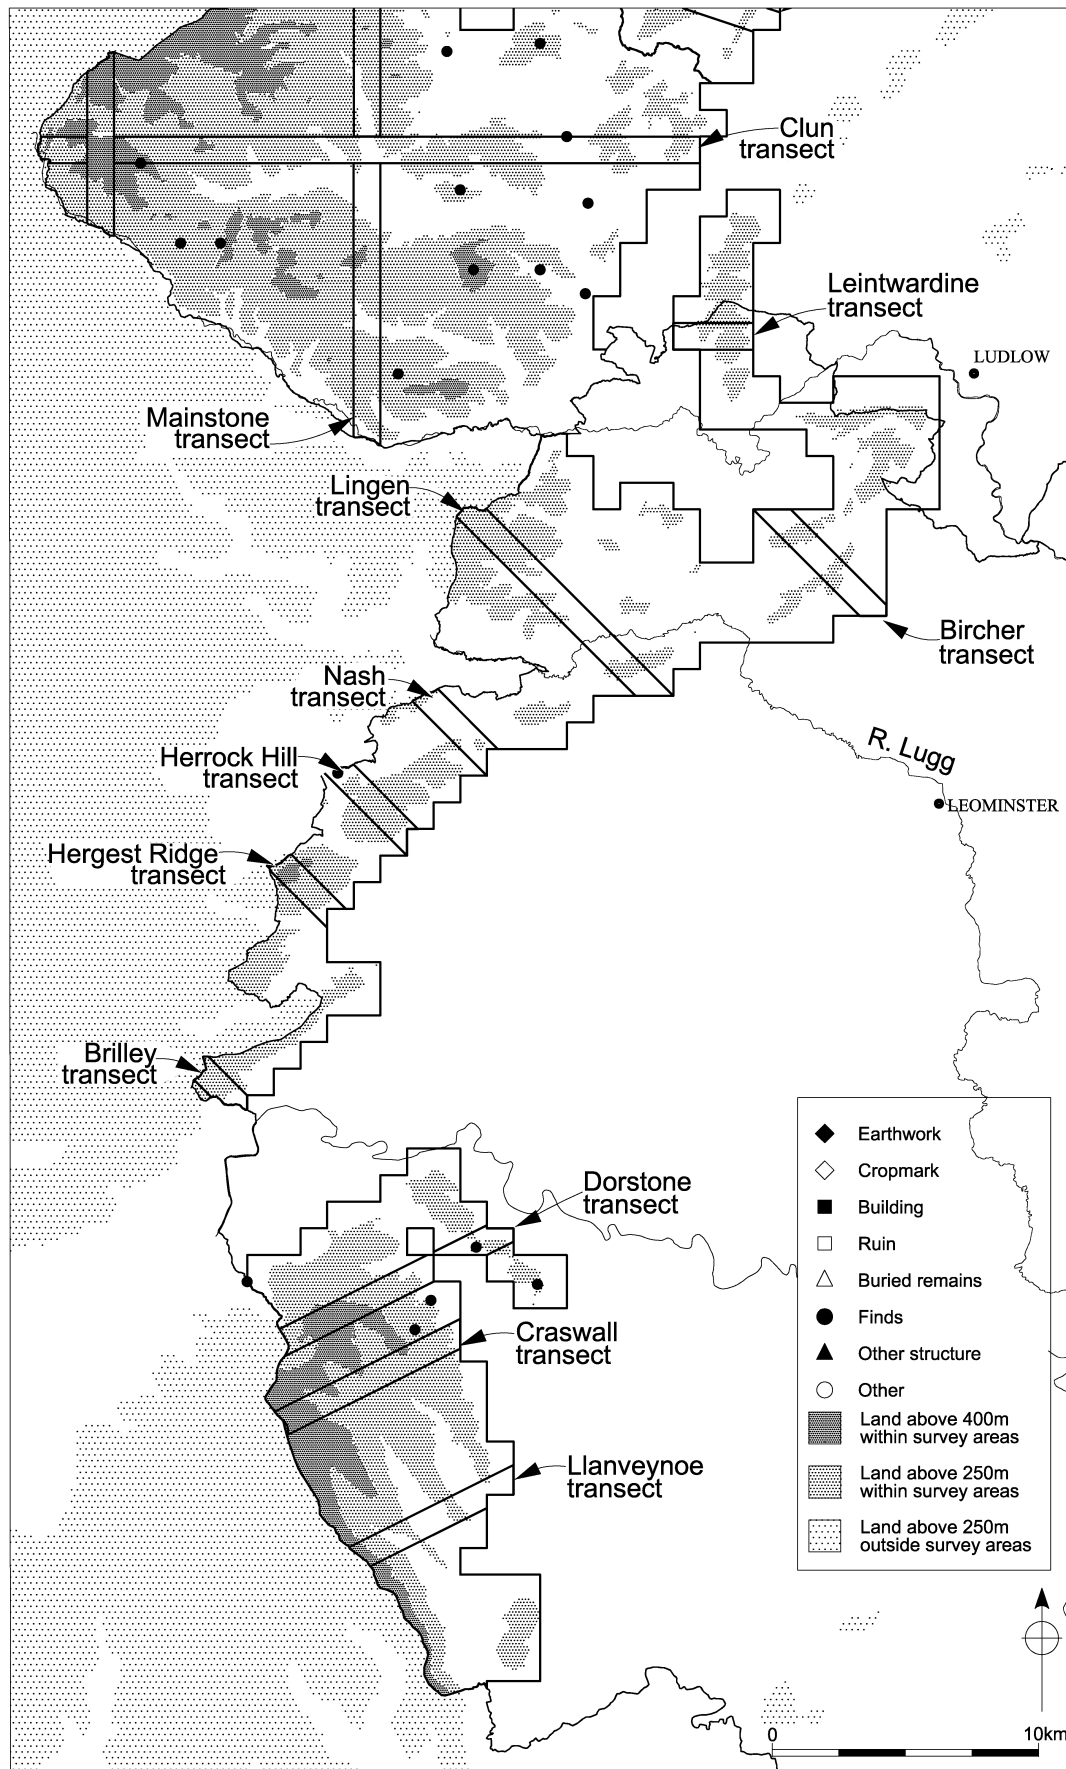 Clun
transect
Leintwardine
transect
LUDLOW
Mainstone
transect
Lingen
transect
Bircher
transect
Nash
transect
R. Lugg
Herrock Hill
transect
LEOMINSTER
Hergest Ridge
transect
Brilley
transect
Dorstone
transect
Craswall
transect
Llanveynoe
transect
Earthwork
Cropmark
Building
Ruin
Buried remains
Finds
Other structure
Other
Land above 400m
within survey areas
Land above 250m
within survey areas
Land above 250m
outside survey areas
0 10km